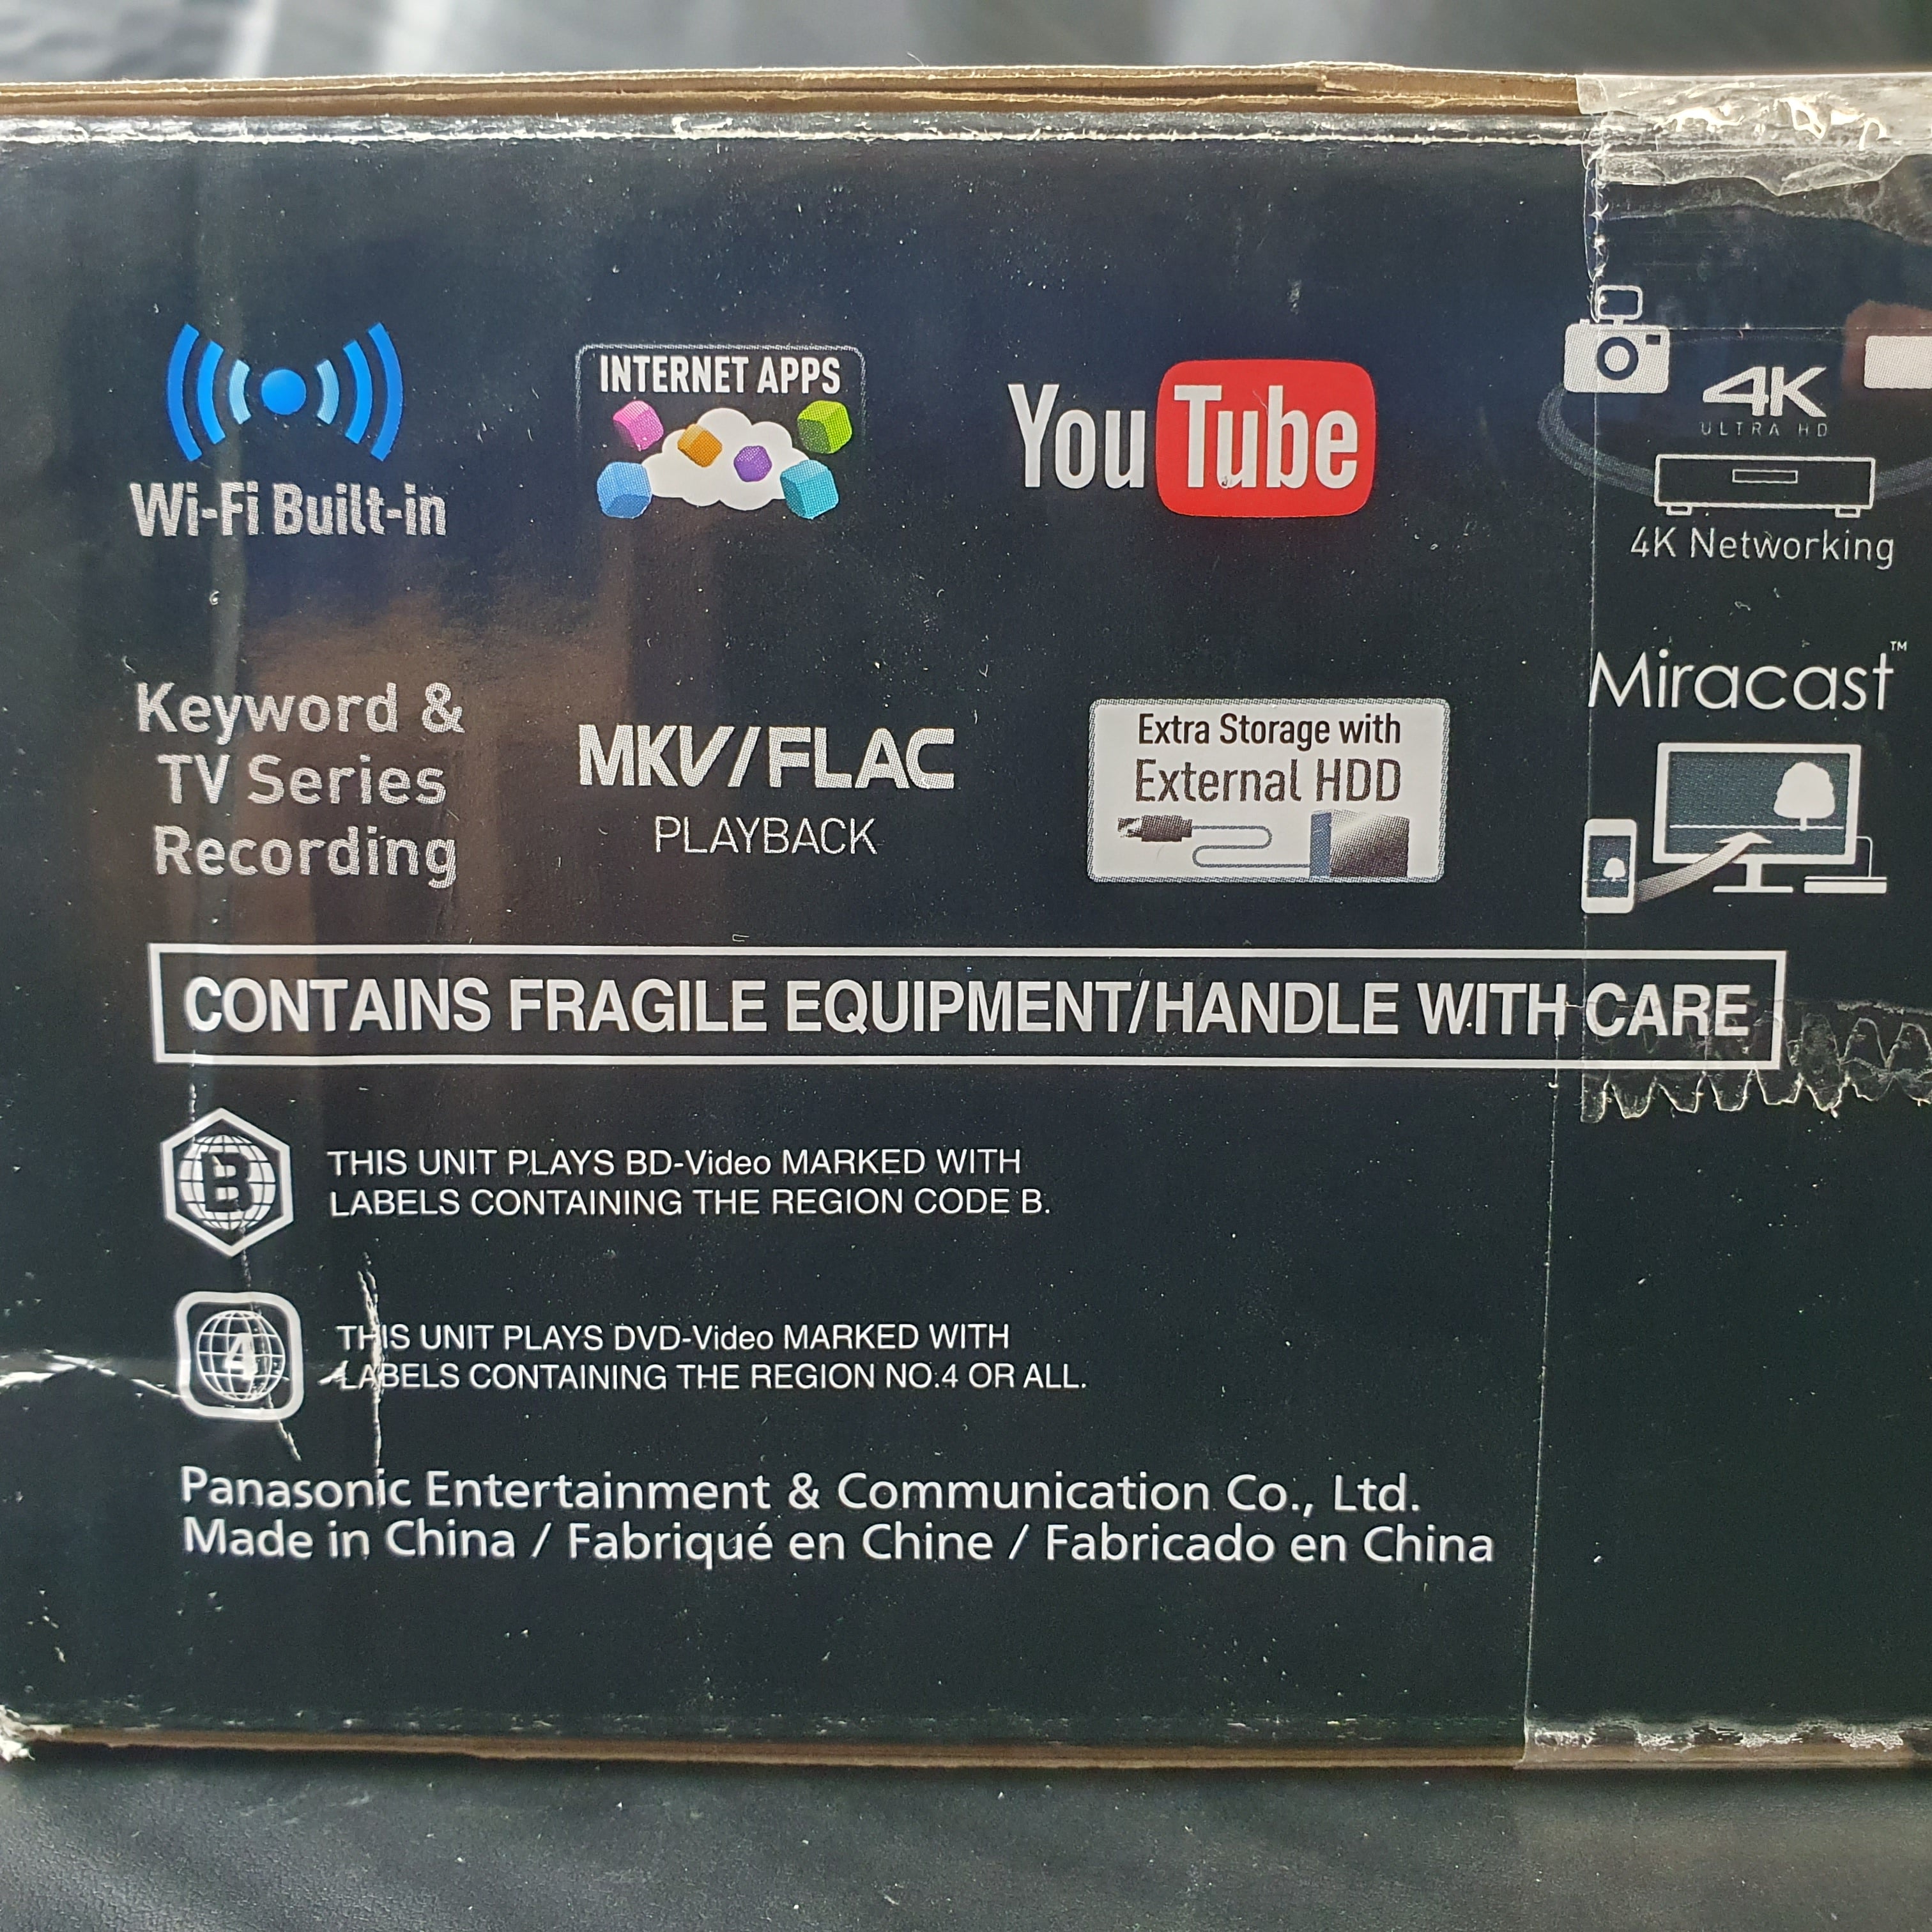 Wi-Fi Built-in
INTERNET APPS
YouTube
4K
ULTRA HD
4K Networking
Keyword &
TV Series
Recording
MKV/FLAC
PLAYBACK
Extra Storage with
External HDD
Miracast™
CONTAINS FRAGILE EQUIPMENT/HANDLE WITH CARE
B
THIS UNIT PLAYS BD-Video MARKED WITH
LABELS CONTAINING THE REGION CODE B.
4
THIS UNIT PLAYS DVD-Video MARKED WITH
LABELS CONTAINING THE REGION NO.4 OR ALL.
Panasonic Entertainment & Communication Co., Ltd.
Made in China / Fabriqué en Chine / Fabricado en China